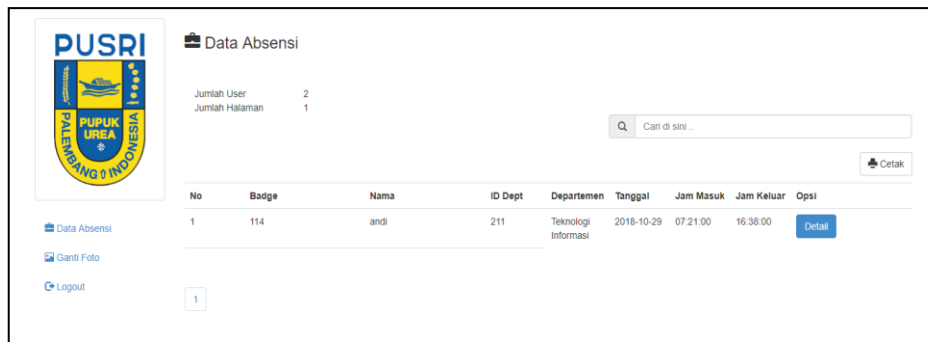 PUSRI
PUPUK
UREA
PALEMBANG INDONESIA
Data Absensi
Jumlah User 2
Jumlah Halaman 1
Cari di sini ..
Cetak
No Badge Nama ID Dept Departemen Tanggal Jam Masuk Jam Keluar Opsi
1 114 andi 211 Teknologi 2018-10-29 07:21:00 16:38:00 Detail
Informasi
Data Absensi
Ganti Foto
Logout
1